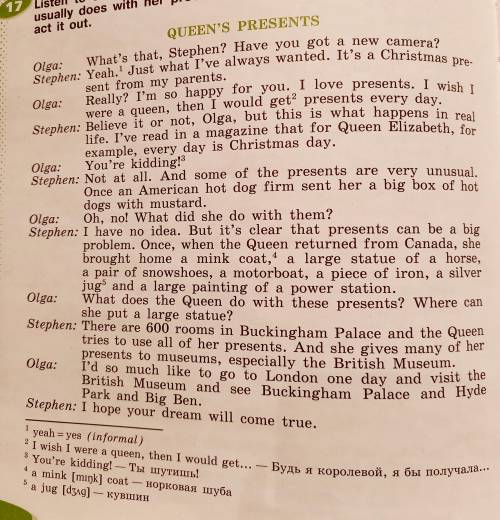 17 Listen to
usually does with her pre
act it out.
QUEEN'S PRESENTS
Olga: What's that, Stephen? Have you got a new camera?
Stephen: Yeah.¹ Just what I've always wanted. It's a Christmas pre-
sent from my parents.
Olga: Really? I'm so happy for you. I love presents. I wish I
were a queen, then I would get² presents every day.
Stephen: Believe it or not, Olga, but this is what happens in real
life. I've read in a magazine that for Queen Elizabeth, for
example, every day is Christmas day.
Olga: You're kidding!³
Stephen: Not at all. And some of the presents are very unusual.
Once an American hot dog firm sent her a big box of hot
dogs with mustard.
Olga: Oh, no! What did she do with them?
Stephen: I have no idea. But it's clear that presents can be a big
problem. Once, when the Queen returned from Canada, she
brought home a mink coat,⁴ a large statue of a horse,
a pair of snowshoes, a motorboat, a piece of iron, a silver
jug⁵ and a large painting of a power station.
Olga: What does the Queen do with these presents? Where can
she put a large statue?
Stephen: There are 600 rooms in Buckingham Palace and the Queen
tries to use all of her presents. And she gives many of her
presents to museums, especially the British Museum.
Olga: I'd so much like to go to London one day and visit the
British Museum and see Buckingham Palace and Hyde
Park and Big Ben.
Stephen: I hope your dream will come true.
¹ yeah = yes (informal)
² I wish I were a queen, then I would get... — Будь я королевой, я бы получала...
³ You're kidding! — Ты шутишь!
⁴ a mink [mɪŋk] coat — норковая шуба
⁵ a jug [dʒʌg] — кувшин